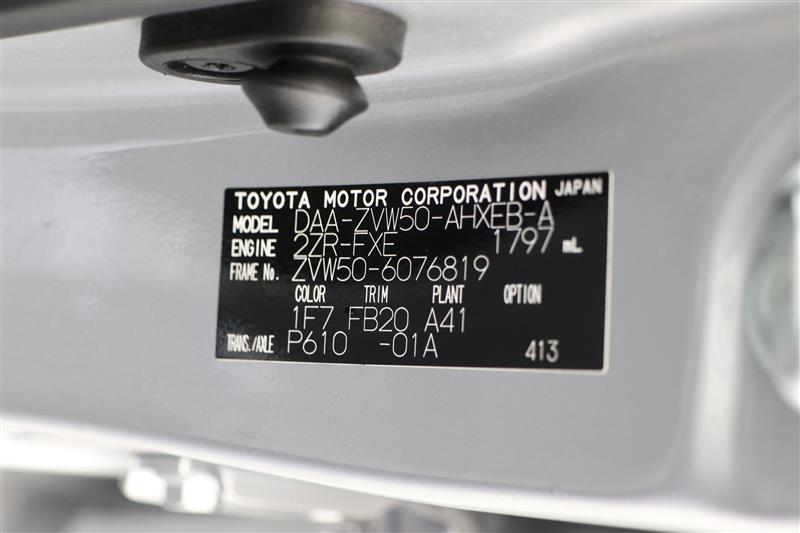 TOYOTA MOTOR CORPORATION JAPAN
MODEL DAA-ZVW50-AHXEB-A
ENGINE 2ZR-FXE 1797 mL
FRAME No. ZVW50-6076819
COLOR TRIM PLANT OPTION
1F7 FB20 A41
TRANS./AXLE P610 -01A 413